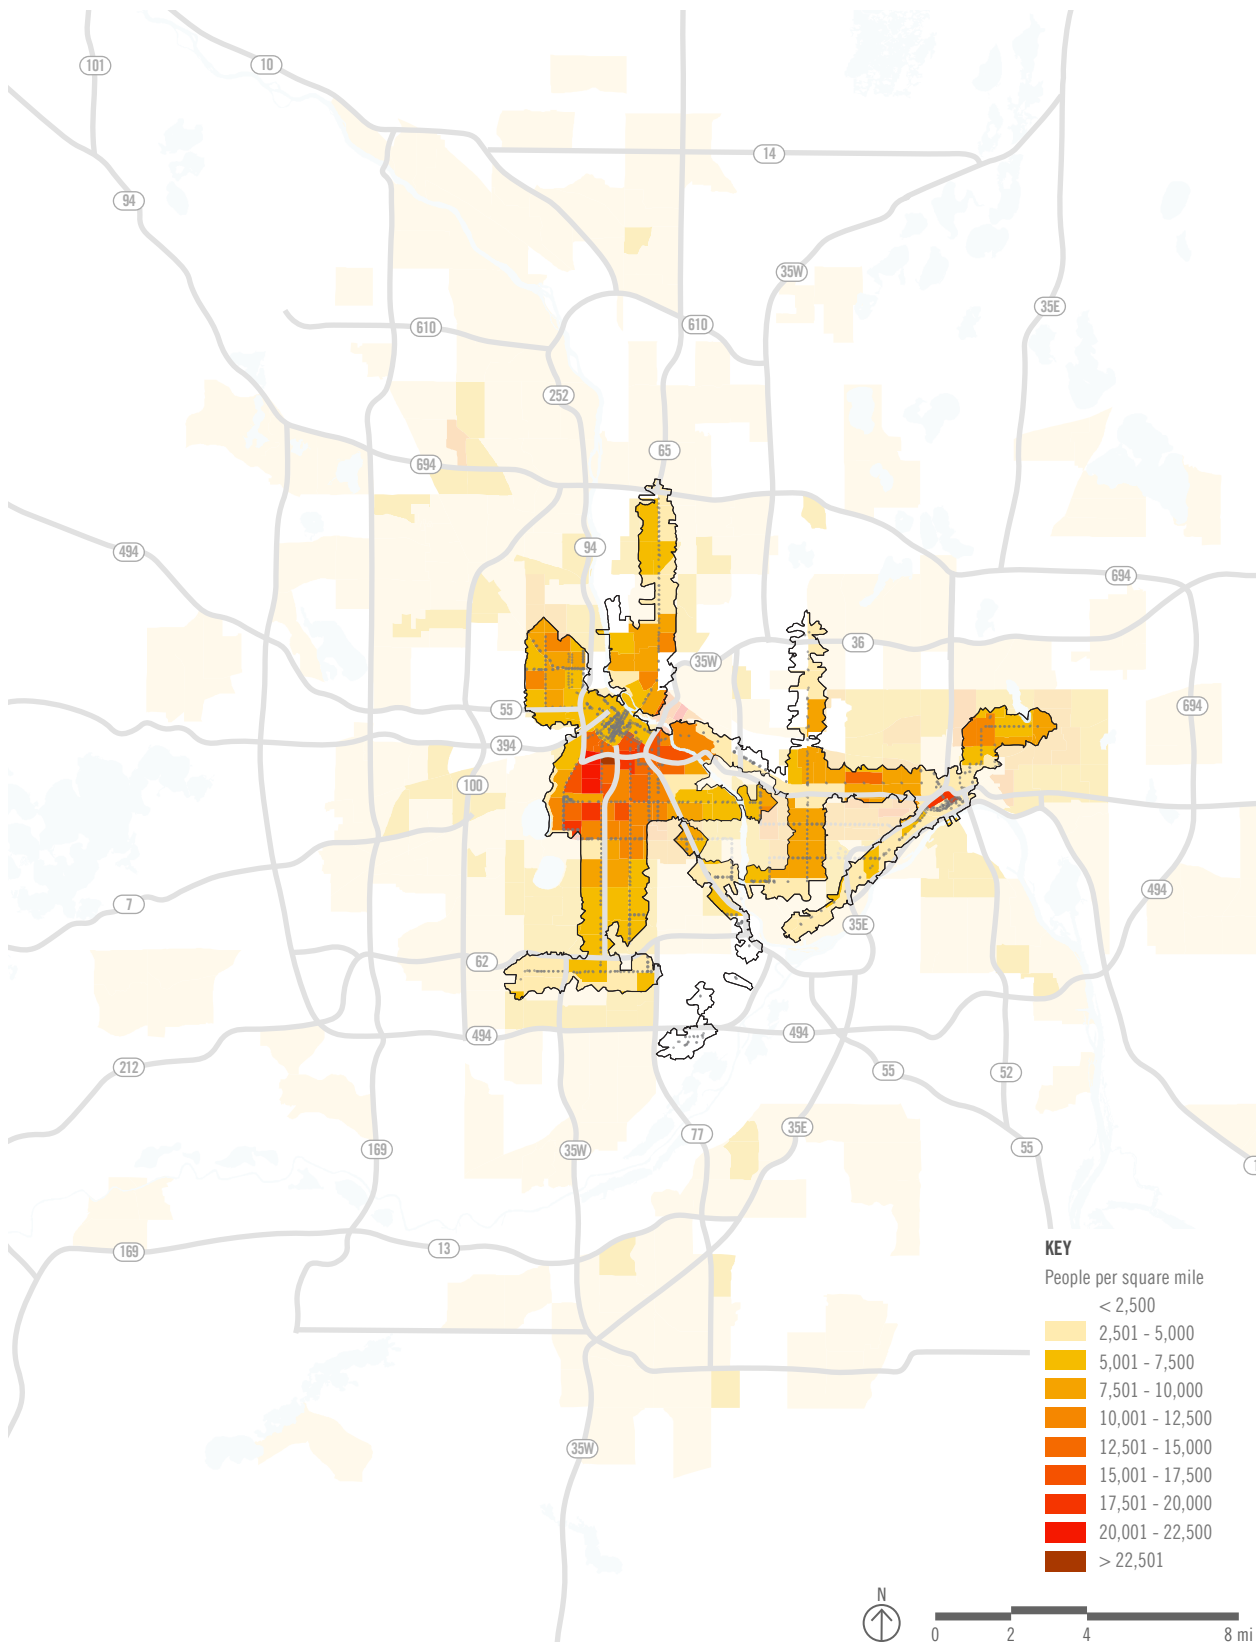 101
10
14
94
35W
35E
610
610
252
65
694
494
94
694
36
35W
55
694
394
100
7
494
35E
62
494
494
212
55
52
77
35E
169
35W
55
1
169
13
35W
KEY
People per square mile
< 2,500
2,501 - 5,000
5,001 - 7,500
7,501 - 10,000
10,001 - 12,500
12,501 - 15,000
15,001 - 17,500
17,501 - 20,000
20,001 - 22,500
> 22,501
N
0 2 4 8 mi